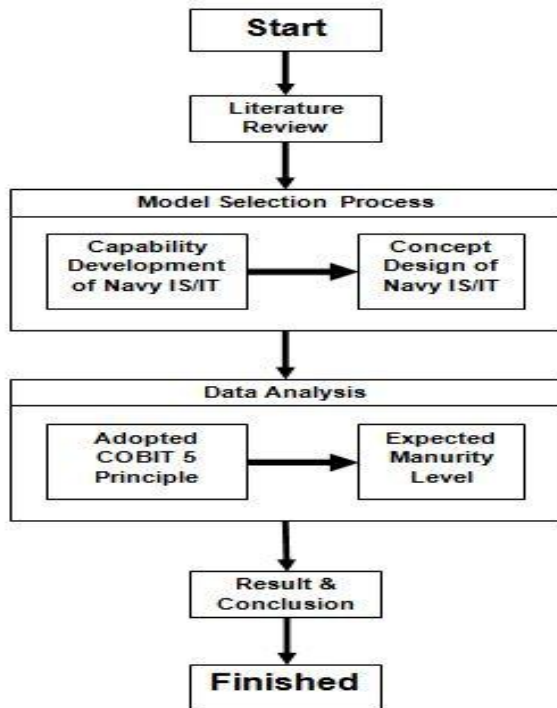 Start
Literature
Review
Model Selection Process
Capability
Development
of Navy IS/IT
Concept
Design of
Navy IS/IT
Data Analysis
Adopted
COBIT 5
Principle
Expected
Manurity
Level
Result &
Conclusion
Finished